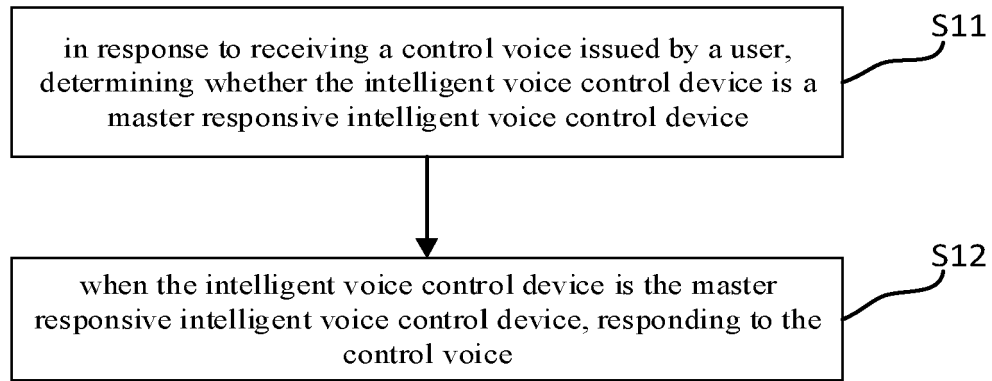 S11
in response to receiving a control voice issued by a user,
determining whether the intelligent voice control device is a
master responsive intelligent voice control device
S12
when the intelligent voice control device is the master
responsive intelligent voice control device, responding to the
control voice